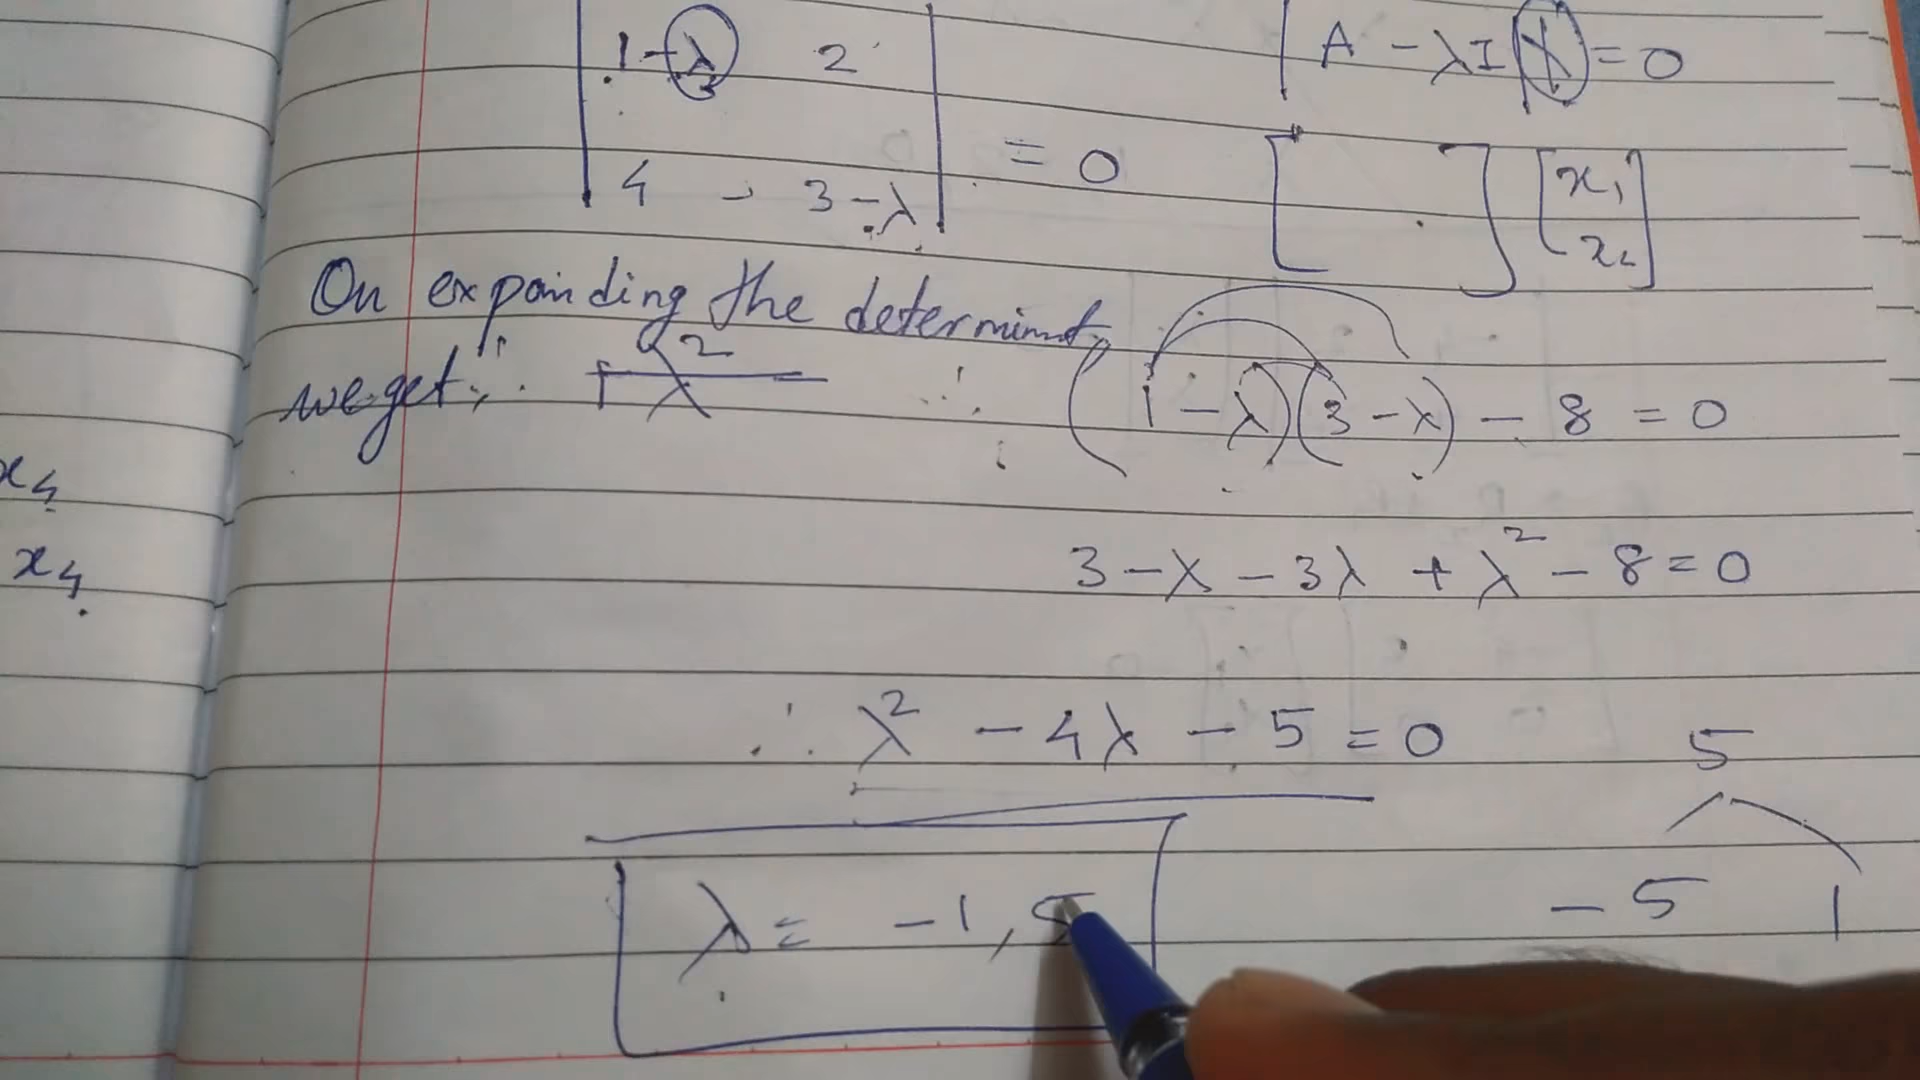 1-λ 2
4 3-λ
= 0
|A - λI| X = 0
[ ] [x₁
x₂]
On expanding the determinnt,
we get, ∴ (1-λ)(3-λ) - 8 = 0
3 - λ - 3λ + λ² - 8 = 0
∴ λ² - 4λ - 5 = 0
5
-5 1
λ = -1, 5
x₄
x₄